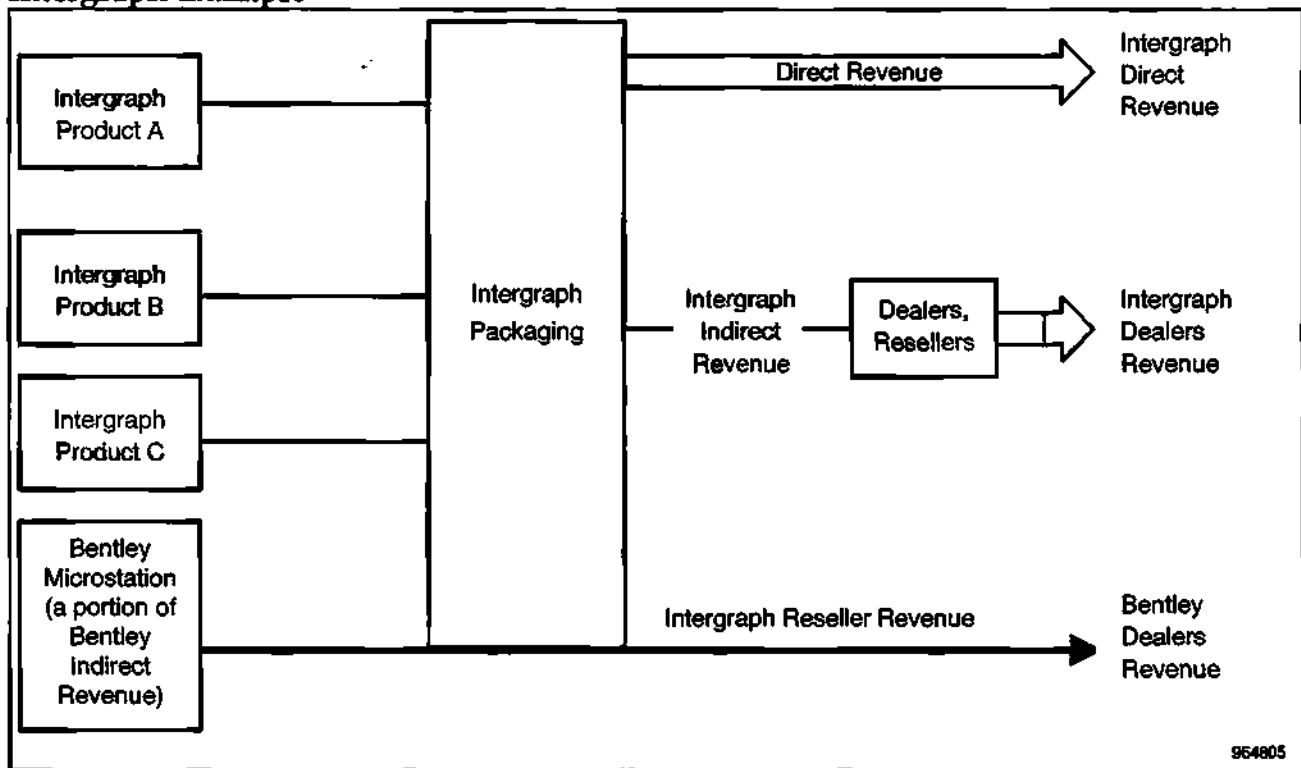 Intergraph
Product A
Intergraph
Product B
Intergraph
Product C
Bentley
Microstation
(a portion of
Bentley
Indirect
Revenue)
Intergraph
Packaging
Direct Revenue
Intergraph
Direct
Revenue
Intergraph
Indirect
Revenue
Dealers,
Resellers
Intergraph
Dealers
Revenue
Intergraph Reseller Revenue
Bentley
Dealers
Revenue
964805